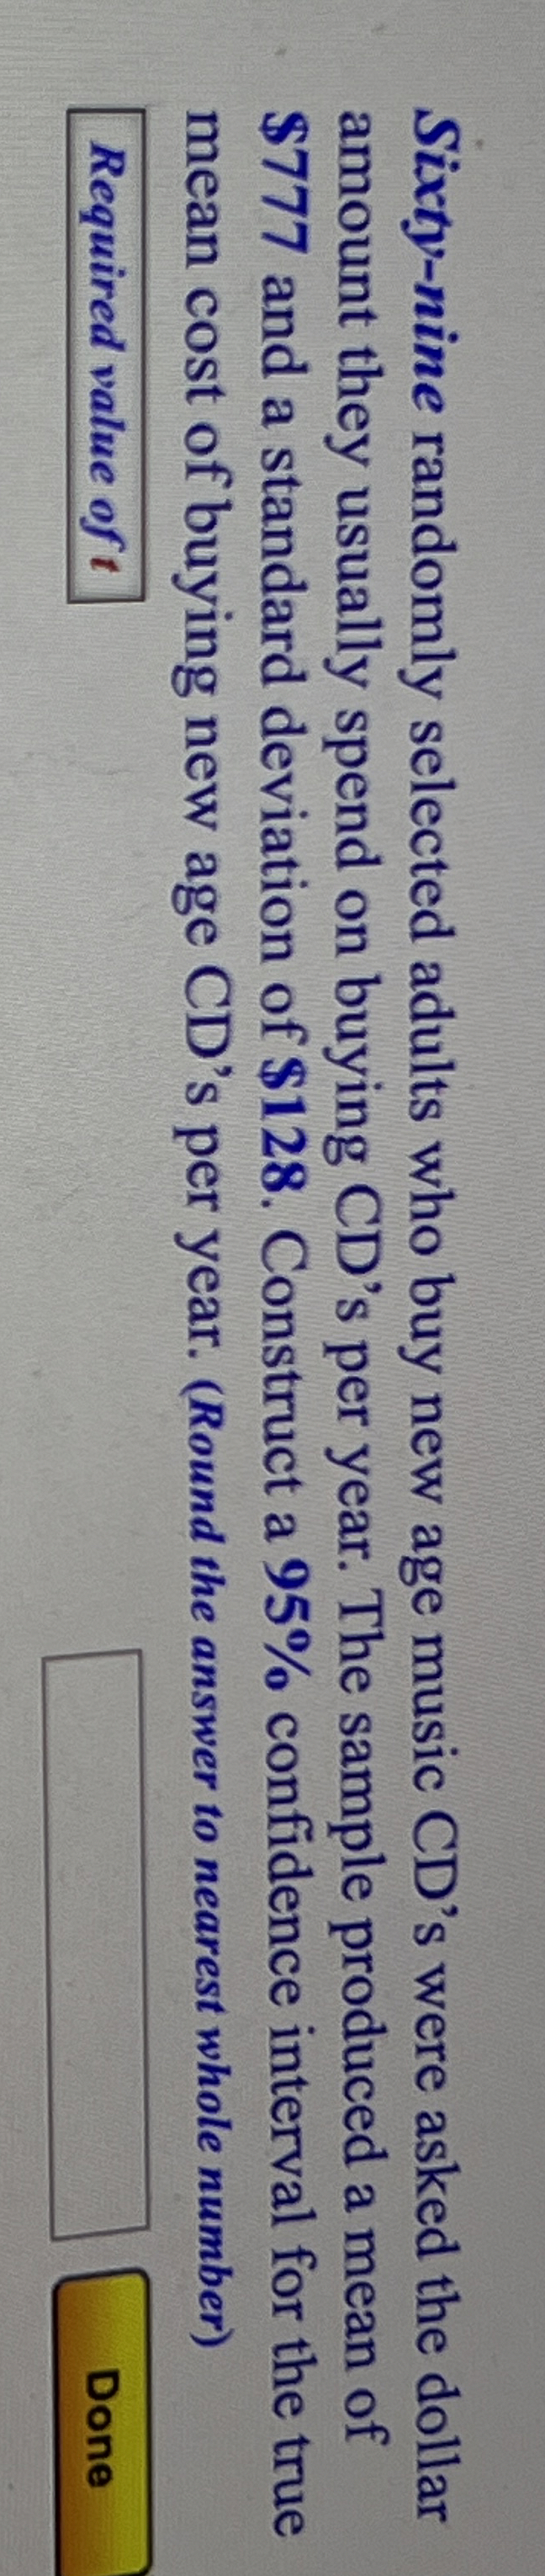 Sixty-nine randomly selected adults who buy new age music CD's were asked the dollar
amount they usually spend on buying CD's per year. The sample produced a mean of
$777 and a standard deviation of $128. Construct a 95% confidence interval for the true
mean cost of buying new age CD's per year. (Round the answer to nearest whole number)
Required value of t
Done